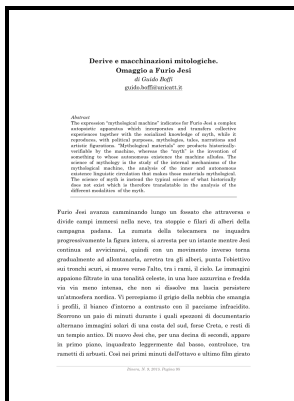 Derive e macchinazioni mitologiche.
Omaggio a Furio Jesi
di Guido Boffi
guido.boffi@unicatt.it
Abstract
The expression "mythological machine" indicates for Furio Jesi a complex
autopoietic apparatus which incorporates and transfers collective
experiences together with the socialized knowledge of myth, while it
reproduces, with political purposes, mythologies, tales, narrations and
artistic figurations. "Mythological materials" are products historically-
verifiable by the machine, whereas the "myth" is the invention of
something to whose autonomous existence the machine alludes. The
science of mythology is the study of the internal mechanisms of the
mythological machine, the analysis of the inner and autonomous
existence linguistic circulation that makes those materials mythological.
The science of myth is instead the typical science of what historically
does not exist which is therefore translatable in the analysis of the
different modalities of the myth.
Furio Jesi avanza camminando lungo un fossato che attraversa e
divide campi immersi nella neve, tra stoppie e filari di alberi della
campagna padana. La zumata della telecamera ne inquadra
progressivamente la figura intera, si arresta per un istante mentre Jesi
continua ad avvicinarsi, quindi con un movimento inverso torna
gradualmente ad allontanarla, arretra tra gli alberi, punta l'obiettivo
sui tronchi scuri, si muove verso l'alto, tra i rami, il cielo. Le immagini
appaiono filtrate in una tonalità celeste, in una luce azzurrina e fredda
via via meno intensa, che non si dissolve ma lascia persistere
un'atmosfera nordica. Vi percepiamo il grigio della nebbia che smangia
i profili, il bianco d'intorno a contrasto con il pacciame infracidito.
Scorrono un paio di minuti durante i quali spezzoni di documentario
alternano immagini solari di una costa del sud, forse Creta, e resti di
un tempio antico. Di nuovo Jesi che, per una decina di secondi, appare
in primo piano, inquadrato leggermente dal basso, controluce, tra
rametti di arbusti. Così nei primi minuti dell'ottavo e ultimo film girato